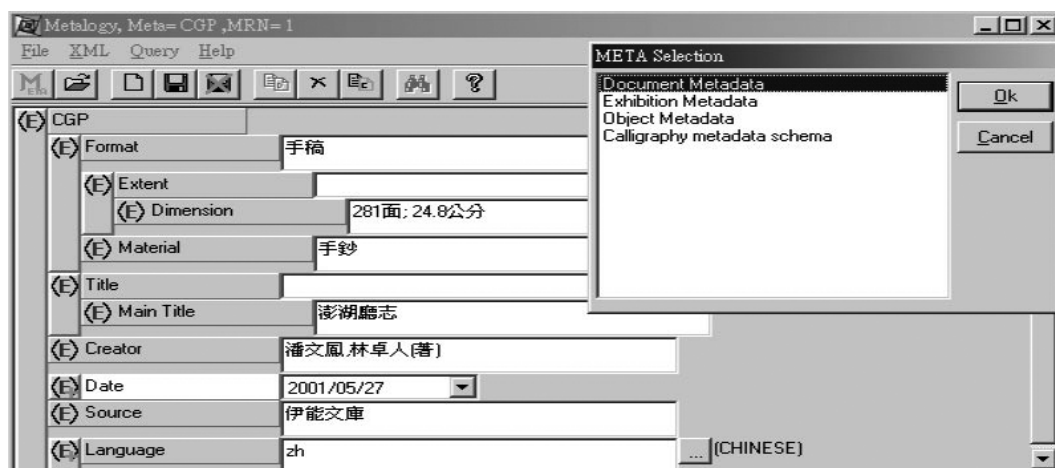 Metalogy, Meta= CGP ,MRN= 1
File XML Query Help
META Selection
Document Metadata
Exhibition Metadata
Object Metadata
Calligraphy metadata schema
Ok
Cancel
(E) CGP
(E) Format 手稿
(E) Extent
(E) Dimension 281面; 24.8公分
(E) Material 手鈔
(E) Title
(E) Main Title 澎湖廳志
(E) Creator 潘文鳳,林卓人(著)
(E) Date 2001/05/27
(E) Source 伊能文庫
(E) Language zh ... (CHINESE)